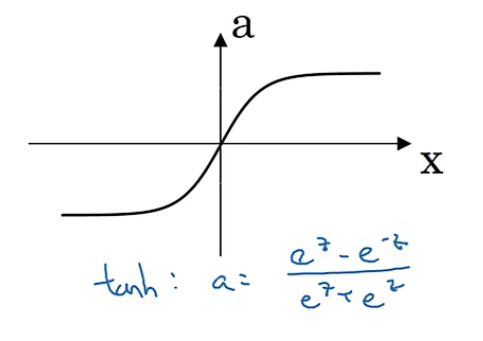 a
x
tanh: a = (e^z - e^-z) / (e^z + e^z)